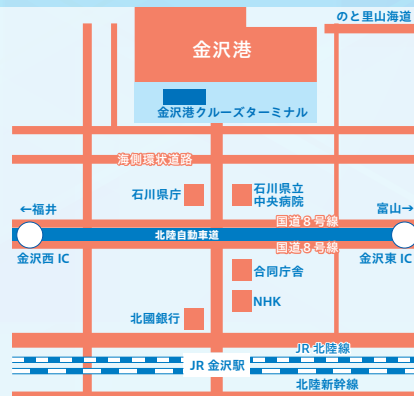 のと里山海道
金沢港
金沢港クルーズターミナル
海側環状道路
石川県庁
石川県立
中央病院
←福井
富山→
国道8号線
北陸自動車道
国道8号線
金沢西 IC
金沢東 IC
合同庁舎
NHK
北國銀行
JR 北陸線
JR 金沢駅
北陸新幹線